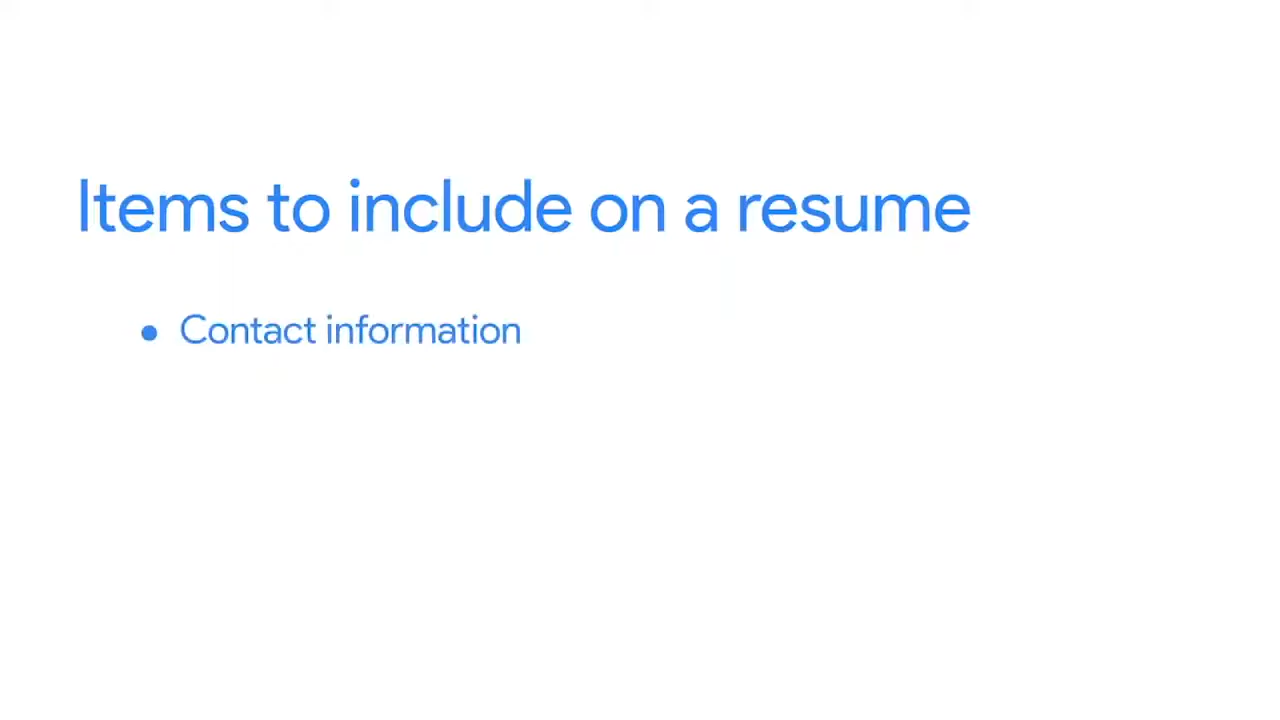 Items to include on a resume
• Contact information